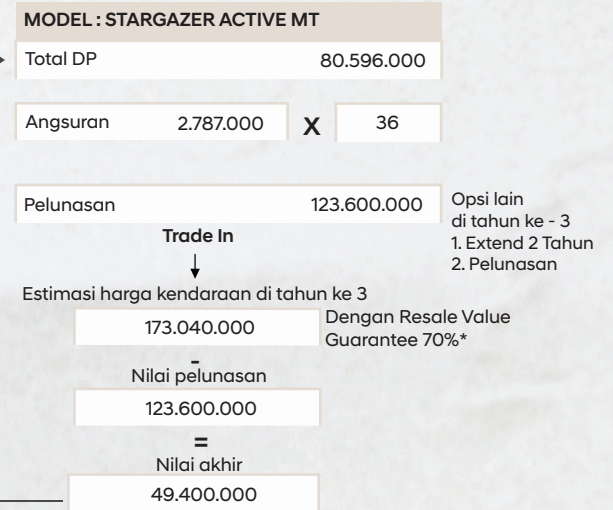 MODEL : STARGAZER ACTIVE MT
Total DP 80.596.000
Angsuran 2.787.000 X 36
Pelunasan 123.600.000
Opsi lain
di tahun ke - 3
1. Extend 2 Tahun
2. Pelunasan
Trade In
Estimasi harga kendaraan di tahun ke 3
173.040.000
Dengan Resale Value
Guarantee 70%*
-
Nilai pelunasan
123.600.000
=
Nilai akhir
49.400.000